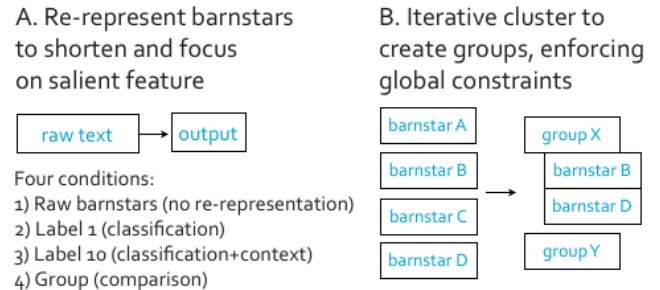 A. Re-represent barnstars
to shorten and focus
on salient feature
raw text
output
Four conditions:
1) Raw barnstars (no re-representation)
2) Label 1 (classification)
3) Label 10 (classification+context)
4) Group (comparison)
B. Iterative cluster to
create groups, enforcing
global constraints
barnstar A
barnstar B
barnstar C
barnstar D
group X
barnstar B
barnstar D
group Y